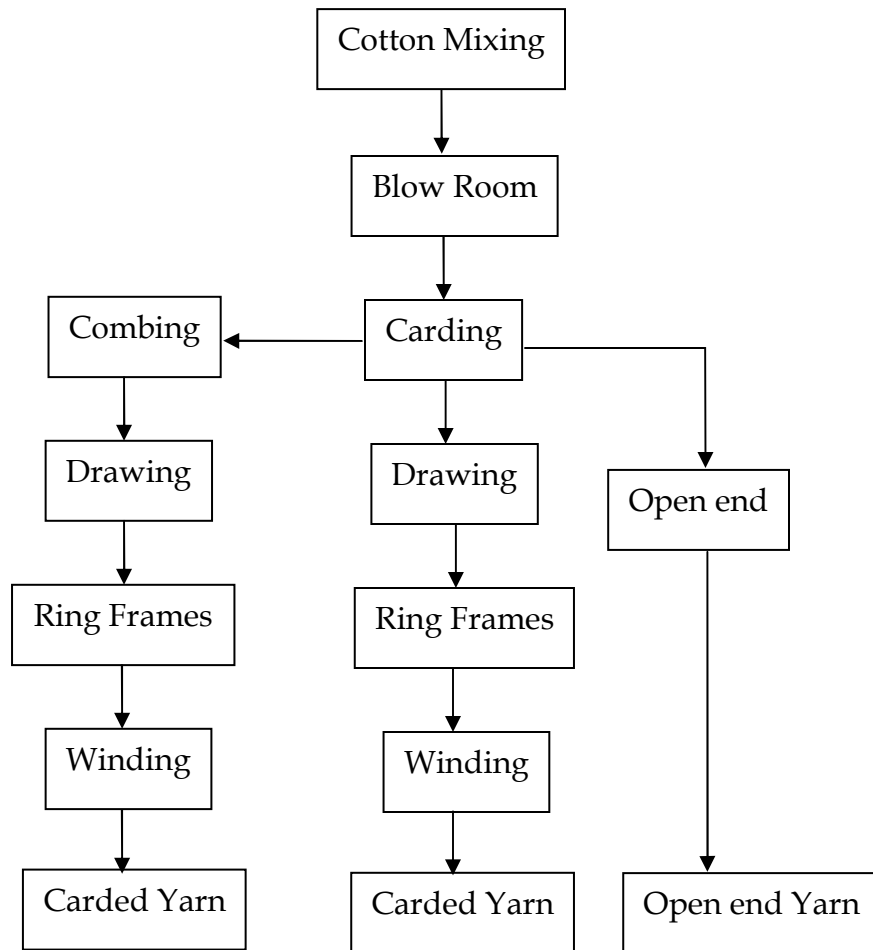 Cotton Mixing
Blow Room
Combing
Carding
Drawing
Drawing
Open end
Ring Frames
Ring Frames
Winding
Winding
Carded Yarn
Carded Yarn
Open end Yarn